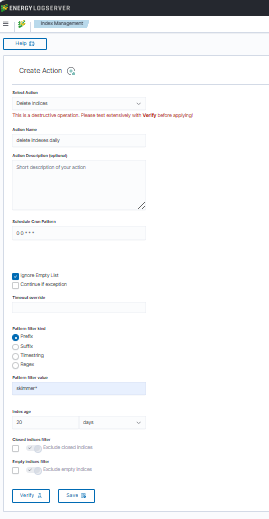 ENERGYLOGSERVER
Index Management
Help
Create Action
Select Action
Delete indices
This is a destructive operation. Please test extensively with Verify before applying!
Action Name
delete indexes daily
Action Description (optional)
Short description of your action
Schedule Cron Pattern
0 0 * * *
Ignore Empty List
Continue if exception
Timeout override
Pattern filter kind
Prefix
Suffix
Timestring
Regex
Pattern filter value
skimmer*
Index age
20 days
Closed indices filter
Exclude closed indices
Empty indices filter
Exclude empty indices
Verify Save